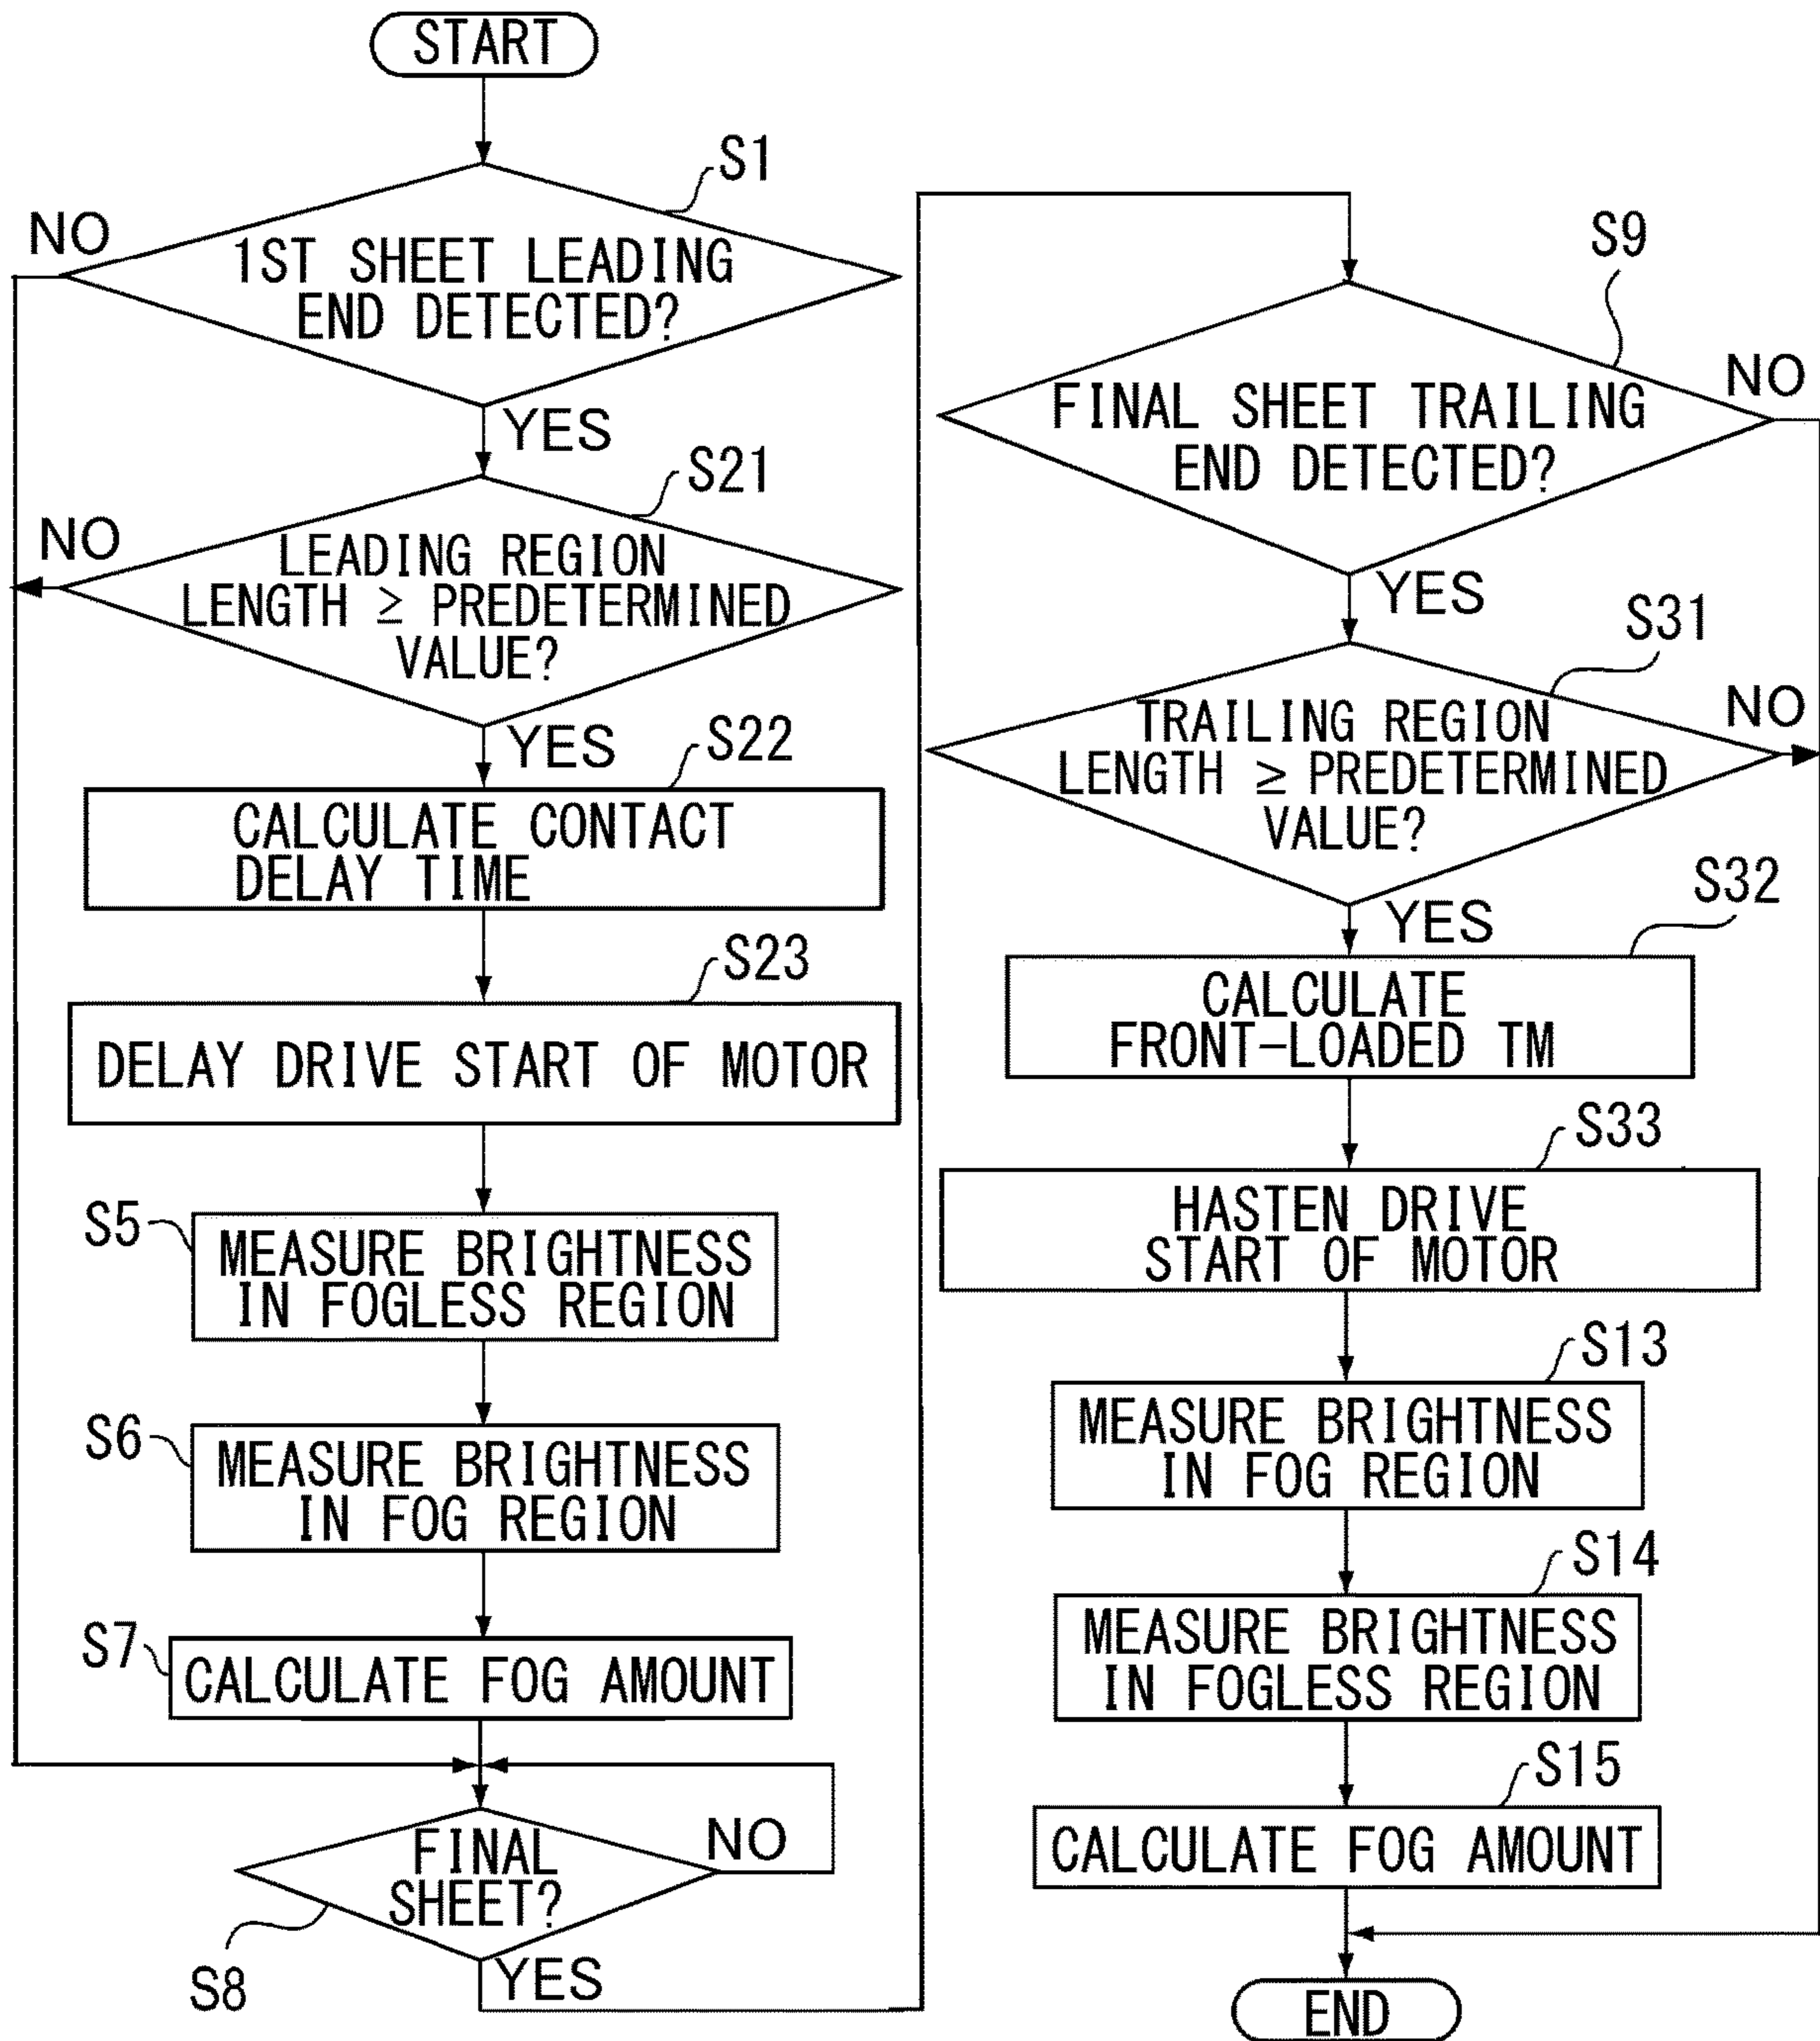 START
S1
NO
1ST SHEET LEADING
END DETECTED?
YES
S21
NO
LEADING REGION
LENGTH ≥ PREDETERMINED
VALUE?
YES
S22
CALCULATE CONTACT
DELAY TIME
S23
DELAY DRIVE START OF MOTOR
S5
MEASURE BRIGHTNESS
IN FOGLESS REGION
S6
MEASURE BRIGHTNESS
IN FOG REGION
S7
CALCULATE FOG AMOUNT
FINAL
SHEET?
NO
S8
YES
S9
NO
FINAL SHEET TRAILING
END DETECTED?
YES
S31
NO
TRAILING REGION
LENGTH ≥ PREDETERMINED
VALUE?
YES
S32
CALCULATE
FRONT-LOADED TM
S33
HASTEN DRIVE
START OF MOTOR
S13
MEASURE BRIGHTNESS
IN FOG REGION
S14
MEASURE BRIGHTNESS
IN FOGLESS REGION
S15
CALCULATE FOG AMOUNT
END